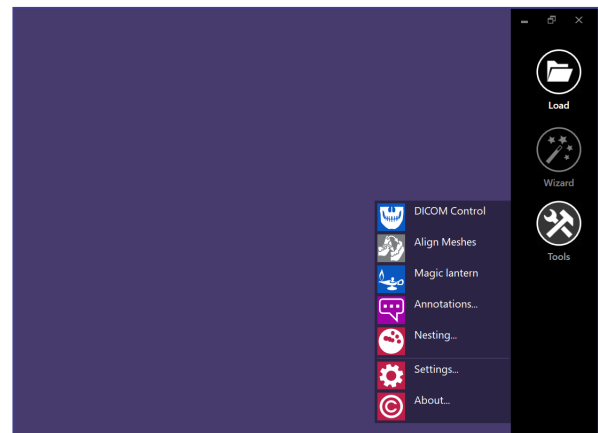 Load
Wizard
DICOM Control
Align Meshes
Tools
Magic lantern
Annotations...
Nesting...
Settings...
About...